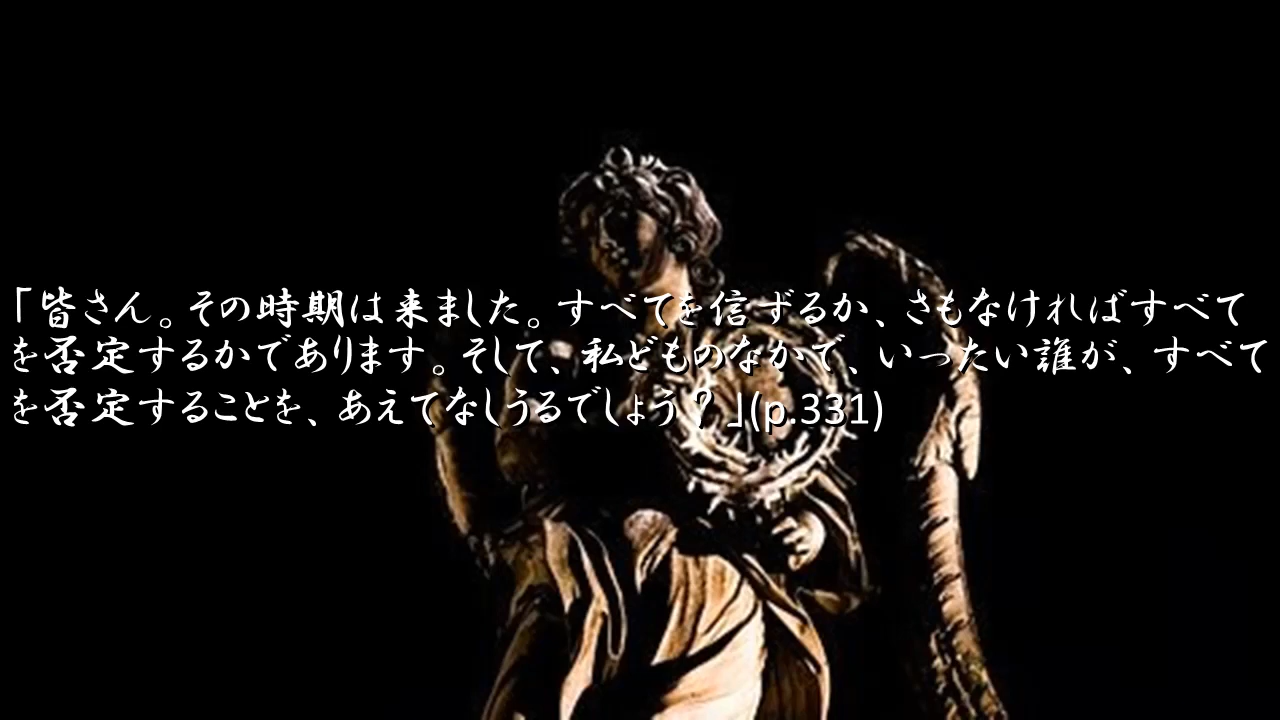 「皆さん。その時期は来ました。すべてを信ずるか、さもなければすべて
を否定するかであります。そして、私どものなかで、いったい誰が、すべて
を否定することを、あえてなしうるでしょう？」(p.331)